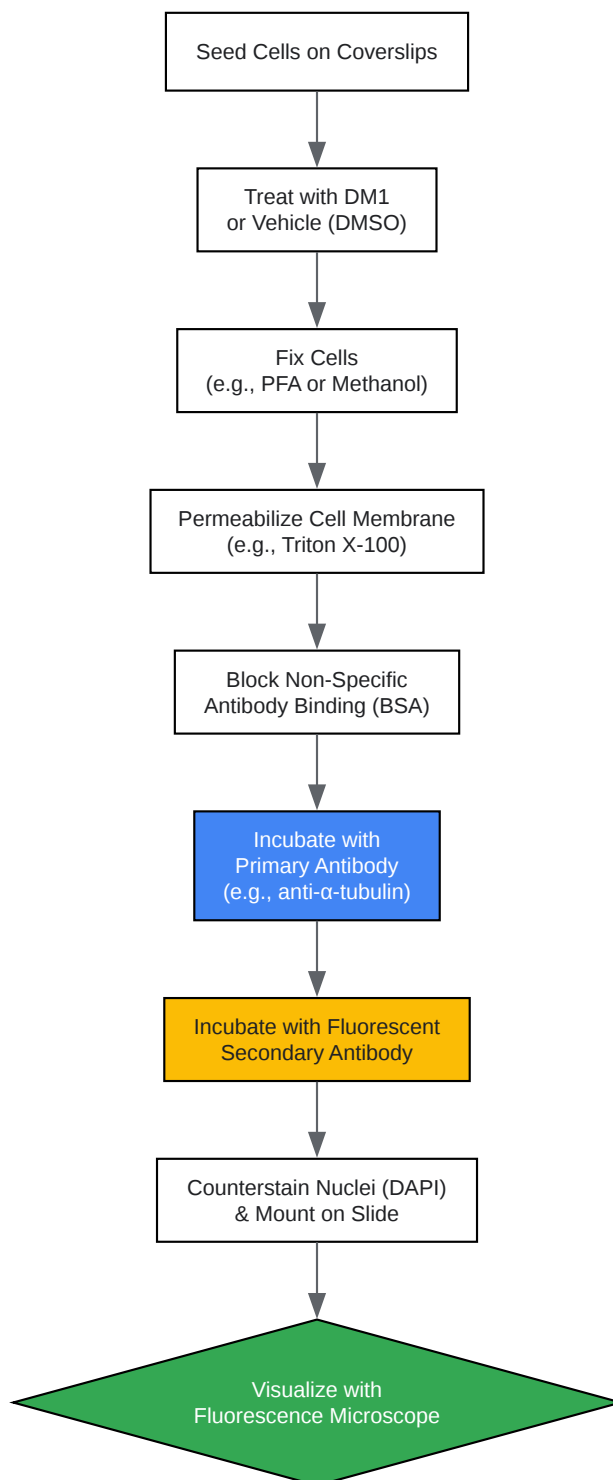 Seed Cells on Coverslips
Treat with DM1
or Vehicle (DMSO)
Fix Cells
(e.g., PFA or Methanol)
Permeabilize Cell Membrane
(e.g., Triton X-100)
Block Non-Specific
Antibody Binding (BSA)
Incubate with
Primary Antibody
(e.g., anti-α-tubulin)
Incubate with Fluorescent
Secondary Antibody
Counterstain Nuclei (DAPI)
& Mount on Slide
Visualize with
Fluorescence Microscope